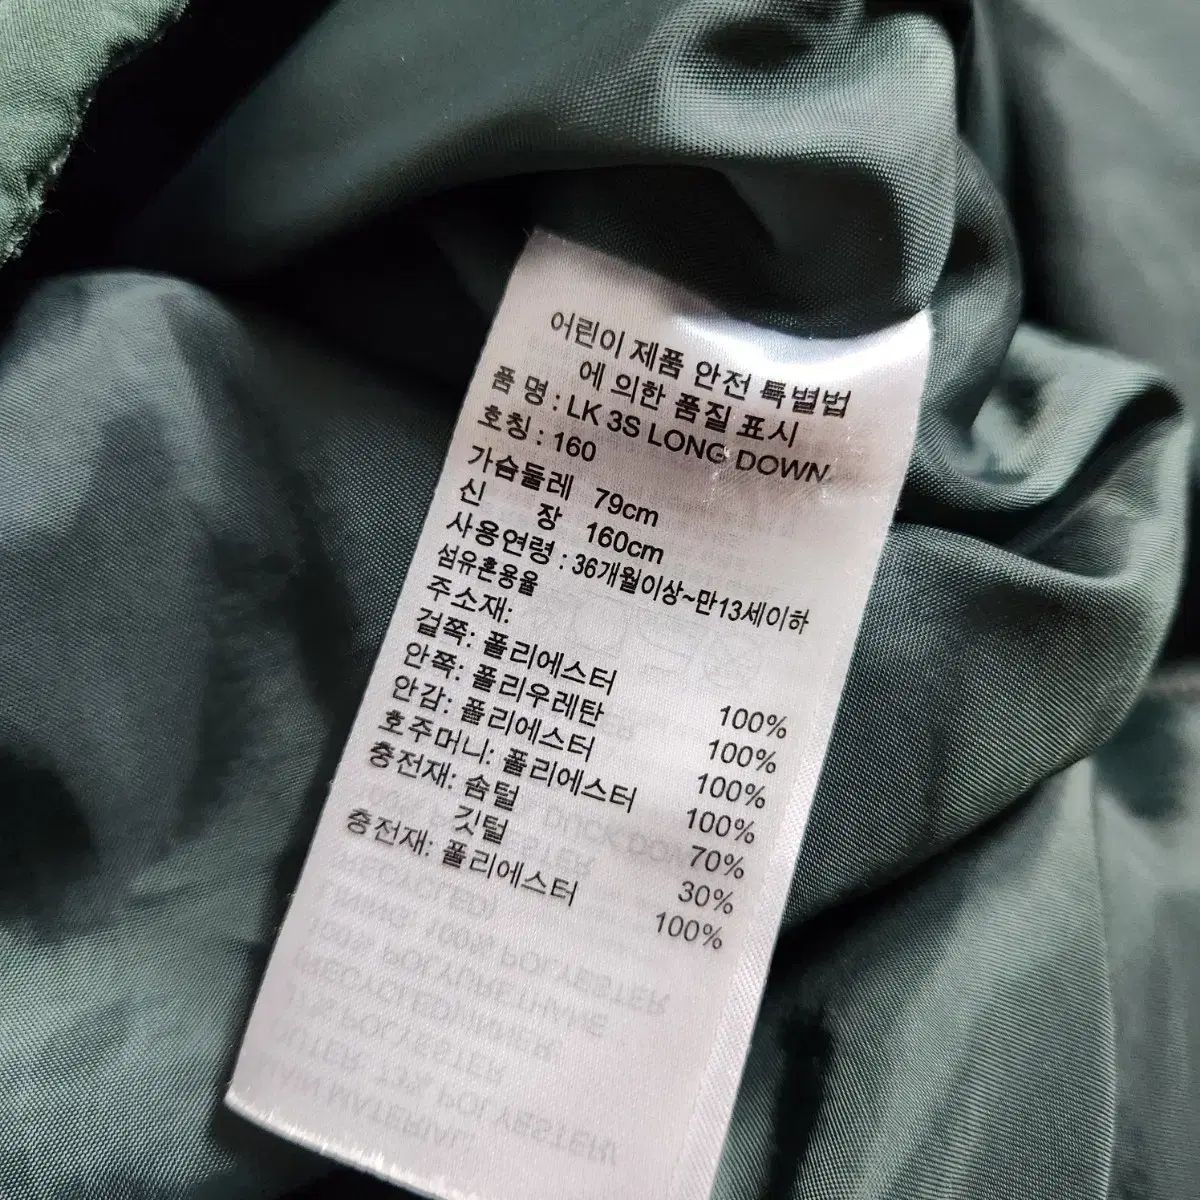 어린이 제품 안전 특별법
에 의한 품질 표시
품 명 : LK 3S LONG DOWN
호칭 : 160
가슴둘레 79cm
신 장 160cm
사용연령 : 36개월이상~만13세이하
섬유혼용율
주소재:
겉쪽: 폴리에스터 100%
안쪽: 폴리우레탄 100%
안감: 폴리에스터 100%
호주머니: 폴리에스터 100%
충전재: 솜털 70%
깃털 30%
충전재: 폴리에스터 100%